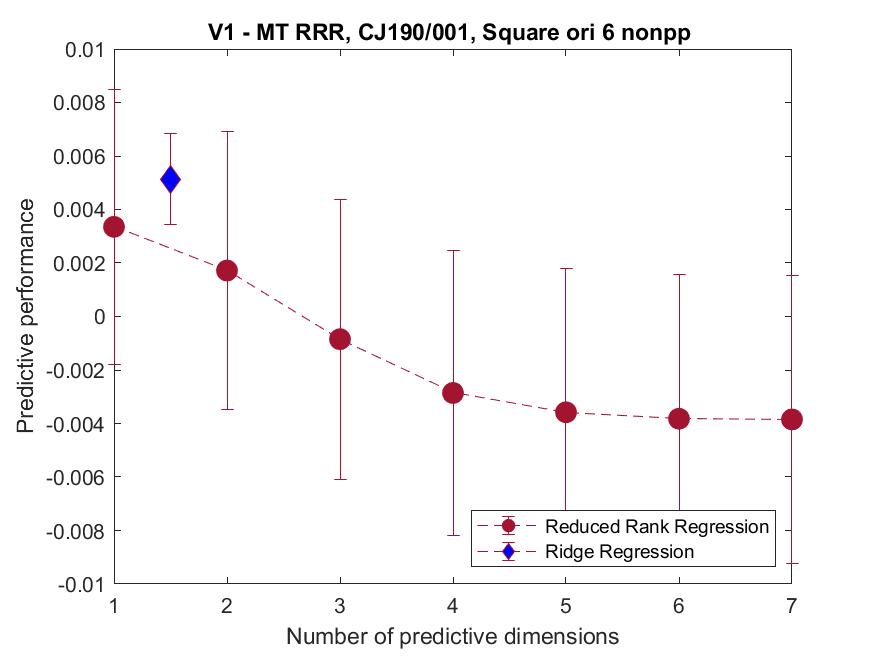 V1 - MT RRR, CJ190/001, Square ori 6 nonpp
0.01
0.008
0.006
0.004
0.002
0
-0.002
-0.004
-0.006
-0.008
-0.01
Predictive performance
Reduced Rank Regression
Ridge Regression
1 2 3 4 5 6 7
Number of predictive dimensions